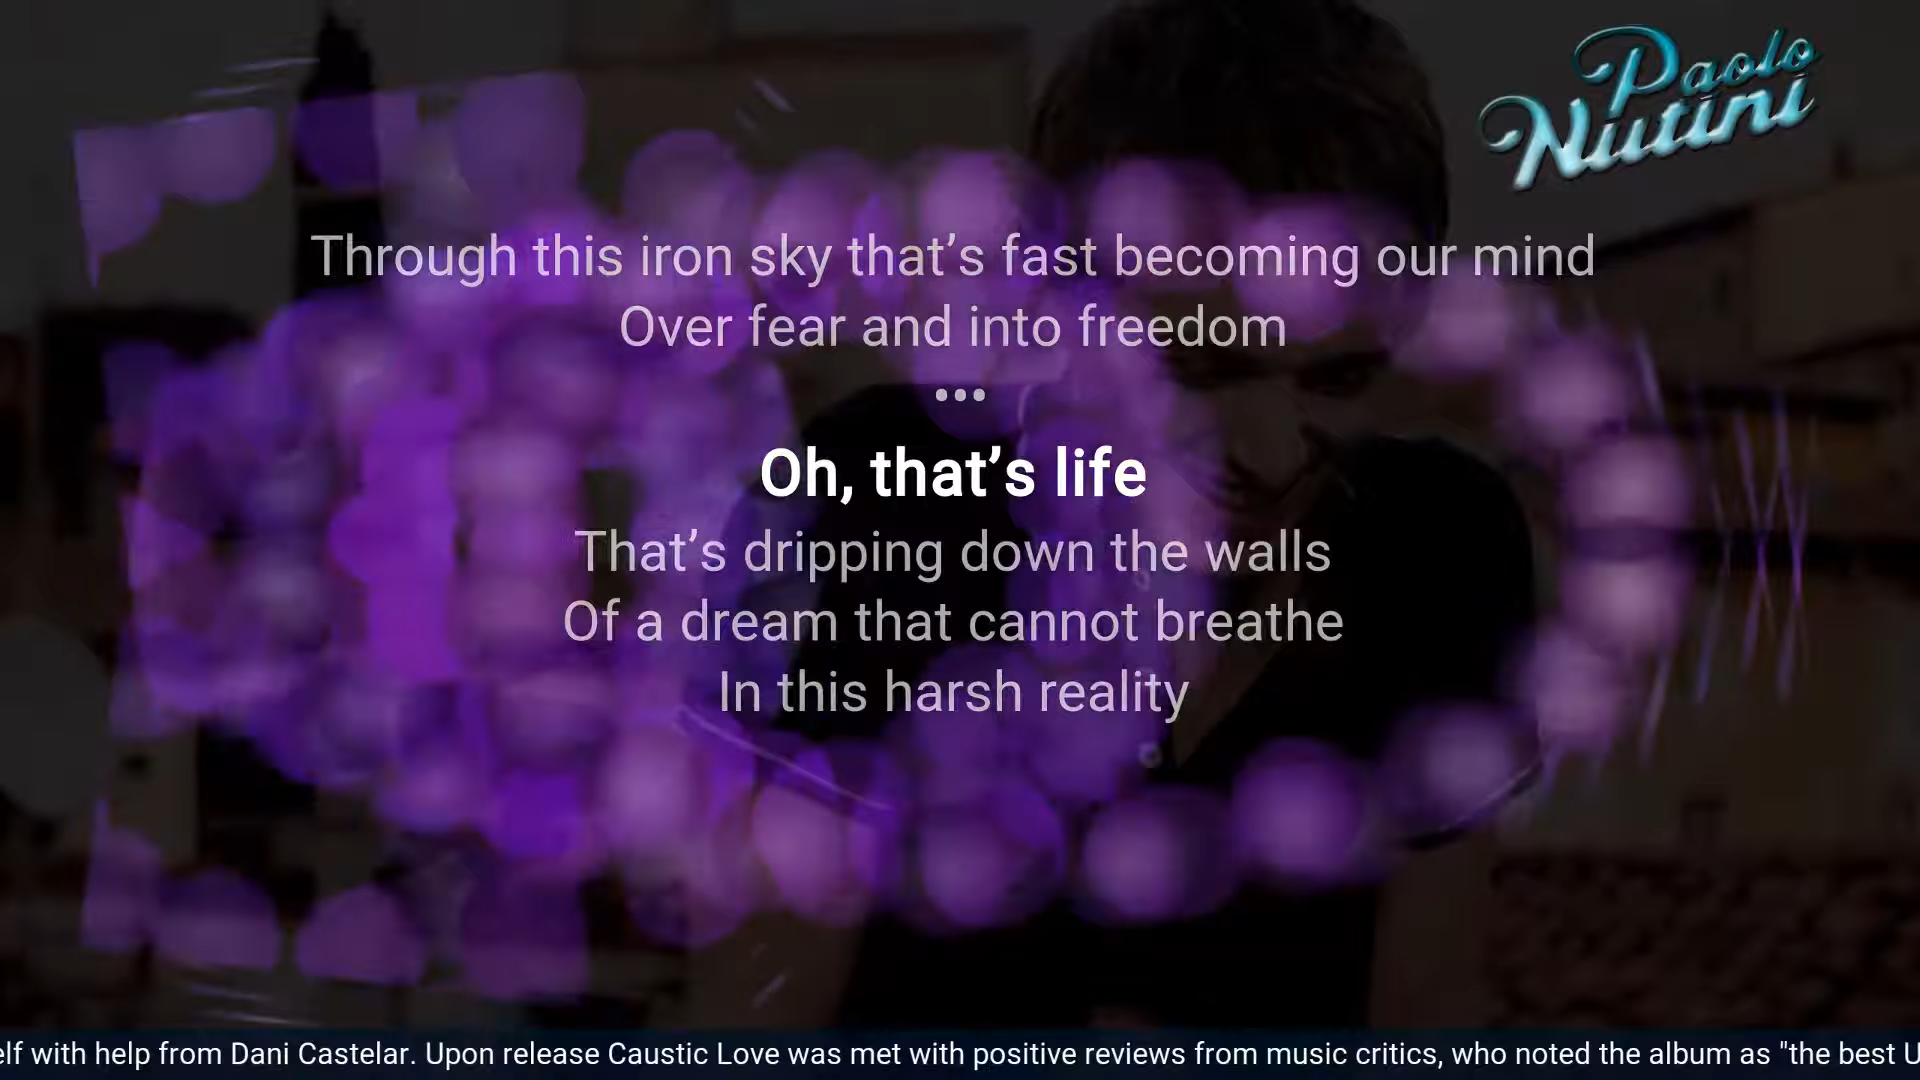 Paolo
Nutini
Through this iron sky that’s fast becoming our mind
Over fear and into freedom
...
Oh, that’s life
That’s dripping down the walls
Of a dream that cannot breathe
In this harsh reality
elf with help from Dani Castelar. Upon release Caustic Love was met with positive reviews from music critics, who noted the album as "the best U